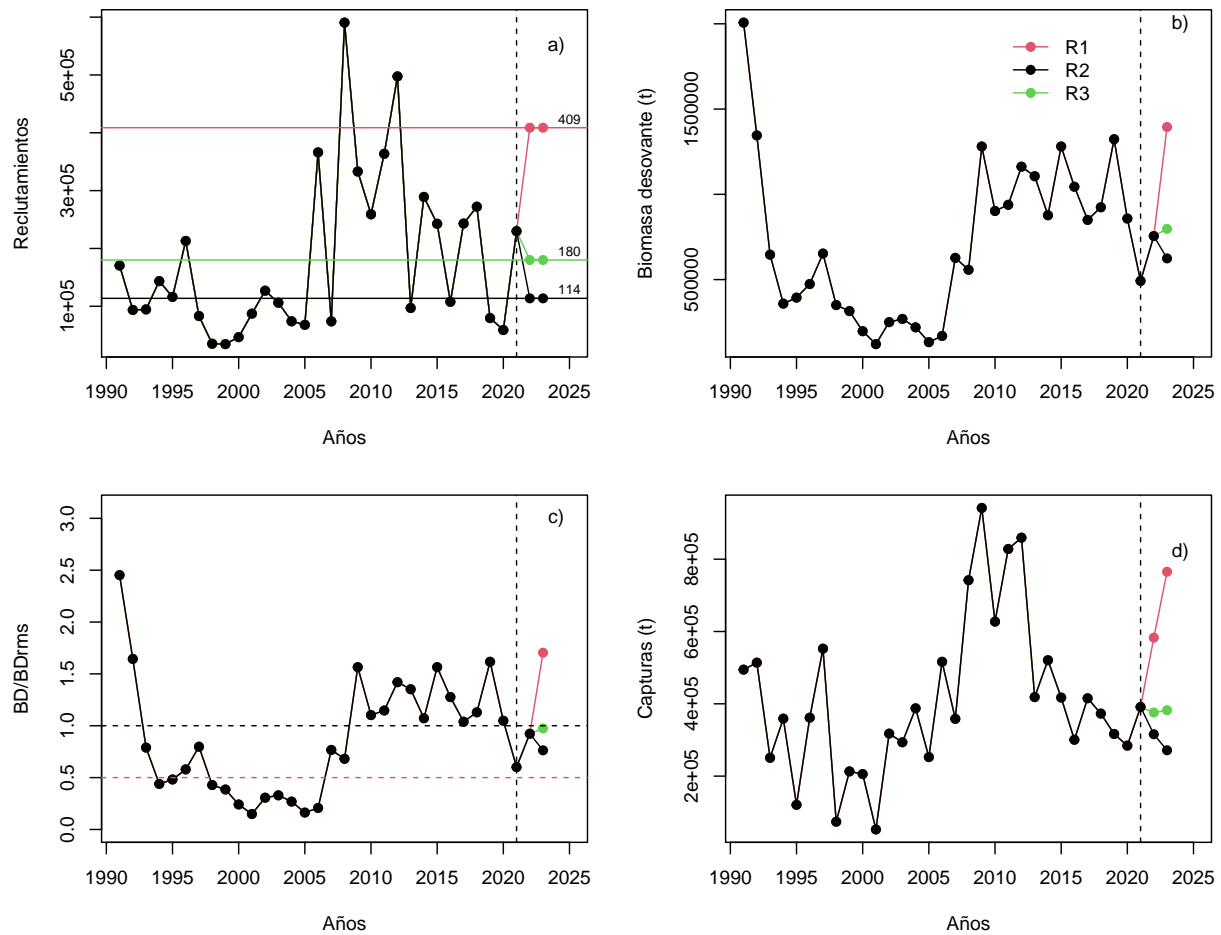 a)
Reclutamientos
1e+05 3e+05 5e+05
409
180
114
1990 1995 2000 2005 2010 2015 2020 2025
Años
b)
R1
R2
R3
Biomasa desovante (t)
500000 1500000
1990 1995 2000 2005 2010 2015 2020 2025
Años
c)
BD/BDrms
0.0 0.5 1.0 1.5 2.0 2.5 3.0
1990 1995 2000 2005 2010 2015 2020 2025
Años
d)
Capturas (t)
2e+05 4e+05 6e+05 8e+05
1990 1995 2000 2005 2010 2015 2020 2025
Años